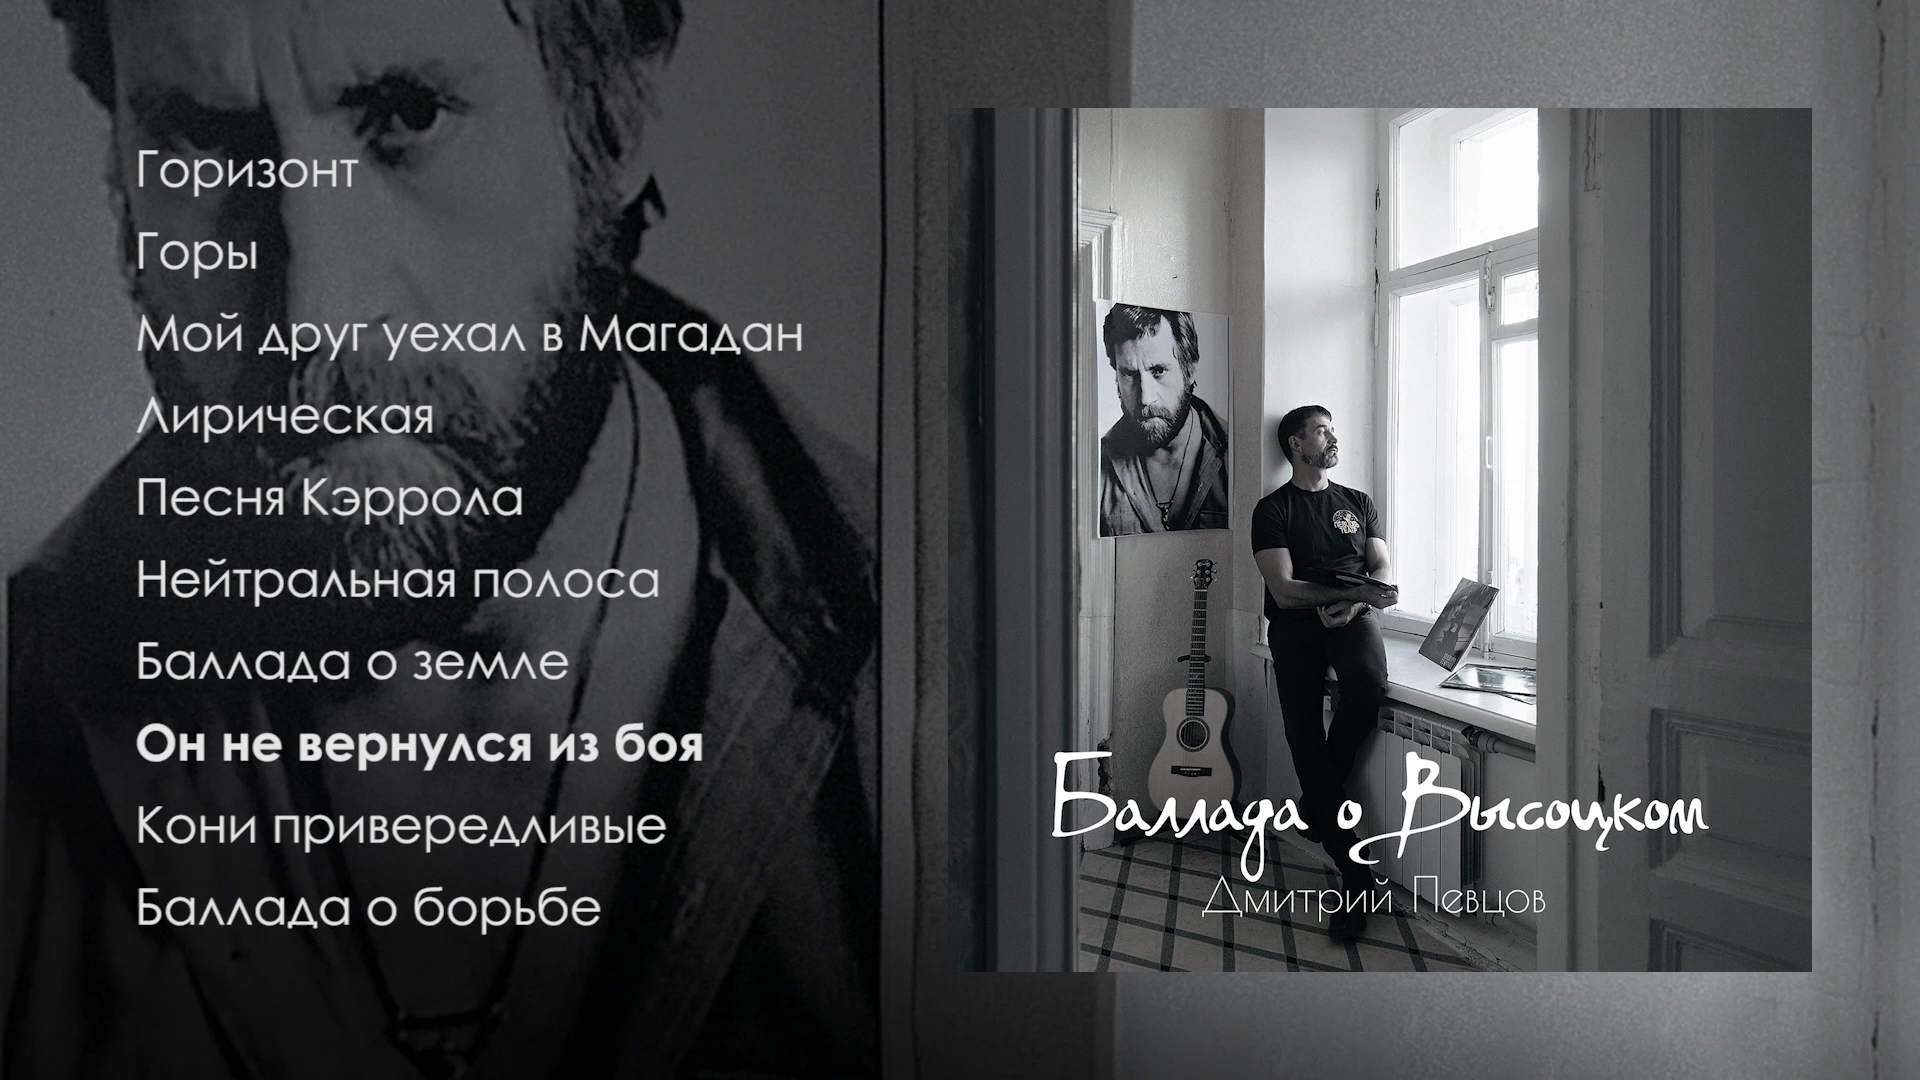 Горизонт
Горы
Мой друг уехал в Магадан
Лирическая
Песня Кэррола
Нейтральная полоса
Баллада о земле
Он не вернулся из боя
Кони привередливые
Баллада о борьбе
Баллада о Высоцком
Дмитрий Певцов